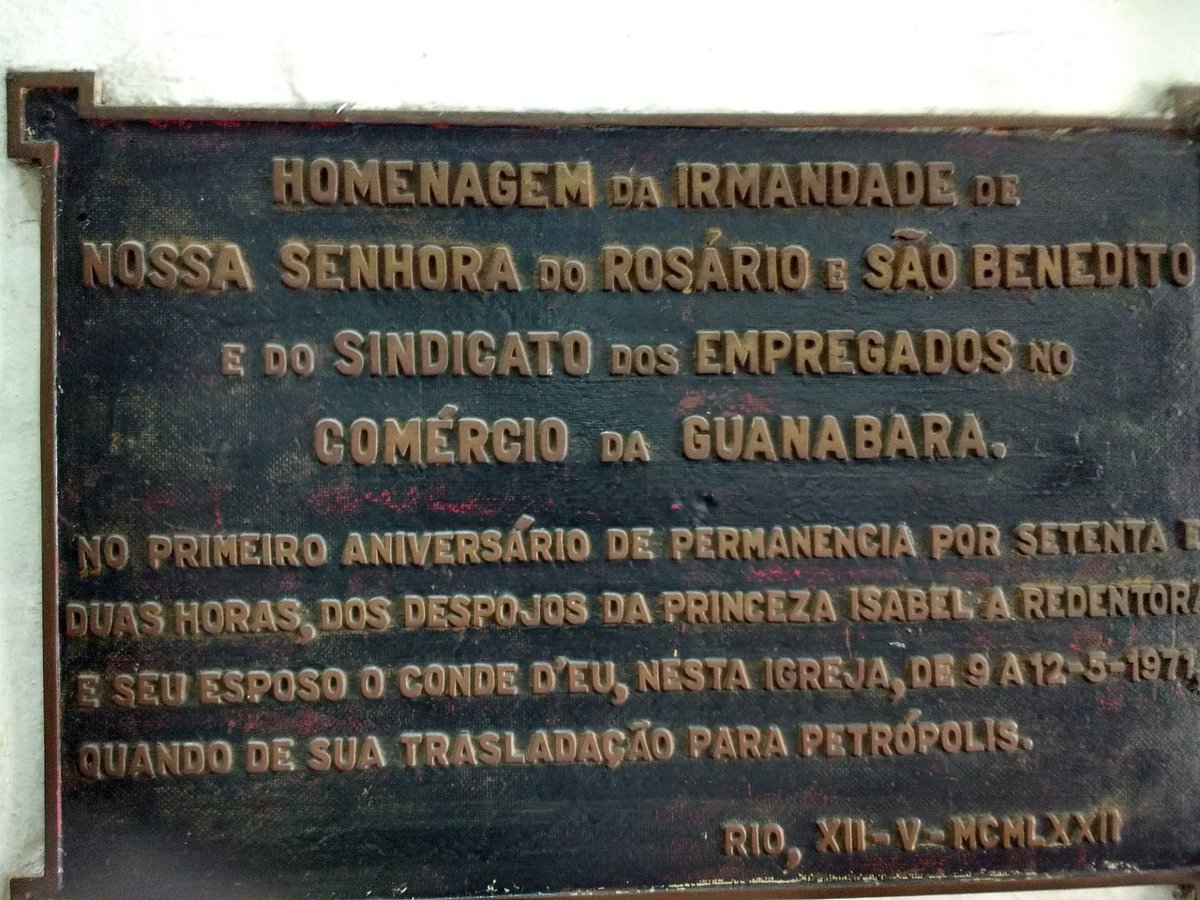 HOMENAGEM DA IRMANDADE DE
NOSSA SENHORA DO ROSÁRIO E SÃO BENEDITO
E DO SINDICATO DOS EMPREGADOS NO
COMÉRCIO DA GUANABARA.
NO PRIMEIRO ANIVERSÁRIO DE PERMANENCIA POR SETENTA E
DUAS HORAS, DOS DESPOJOS DA PRINCEZA ISABEL A REDENTORA
E SEU ESPOSO O CONDE D'EU, NESTA IGREJA, DE 9 A 12-5-1971,
QUANDO DE SUA TRASLADAÇÃO PARA PETRÓPOLIS.
RIO, XII-V-MCMLXXII